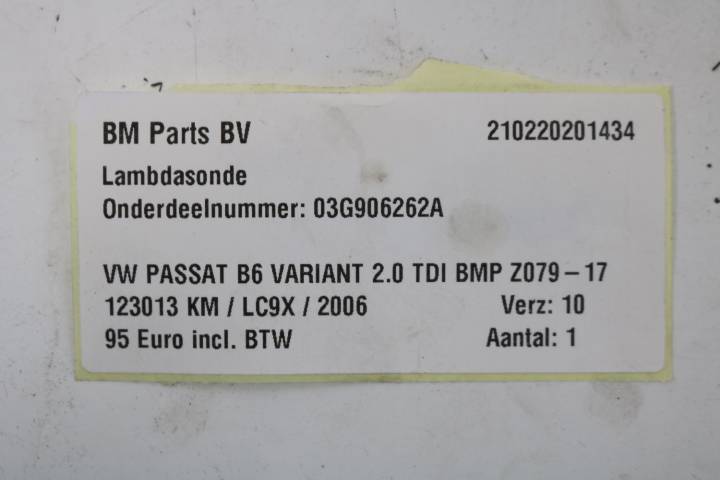 BM Parts BV 210220201434
Lambdasonde
Onderdeelnummer: 03G906262A
VW PASSAT B6 VARIANT 2.0 TDI BMP Z079-17
123013 KM / LC9X / 2006 Verz: 10
95 Euro incl. BTW Aantal: 1